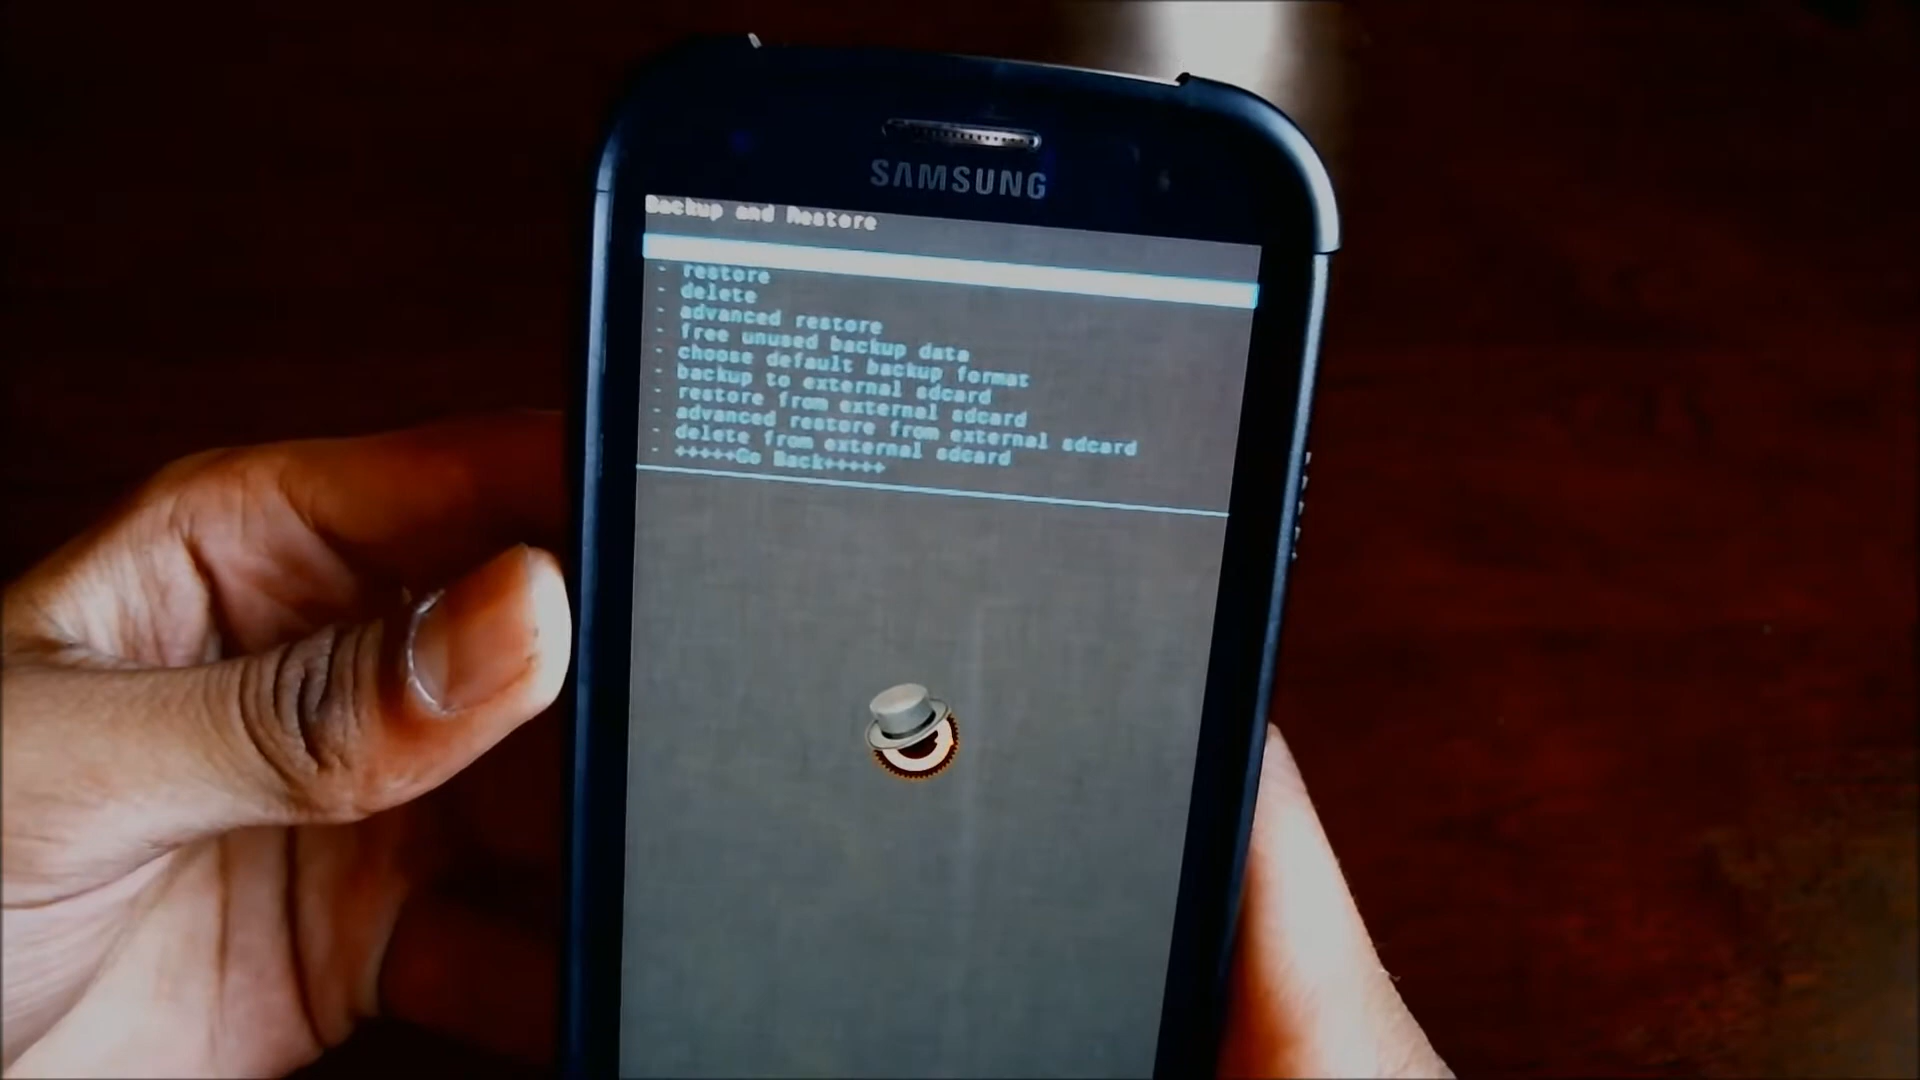 SAMSUNG
Backup and Restore
- restore
- delete
- advanced restore
- free unused backup data
- choose default backup format
- backup to external sdcard
- restore from external sdcard
- advanced restore from external sdcard
- delete from external sdcard
- +++++Go Back+++++